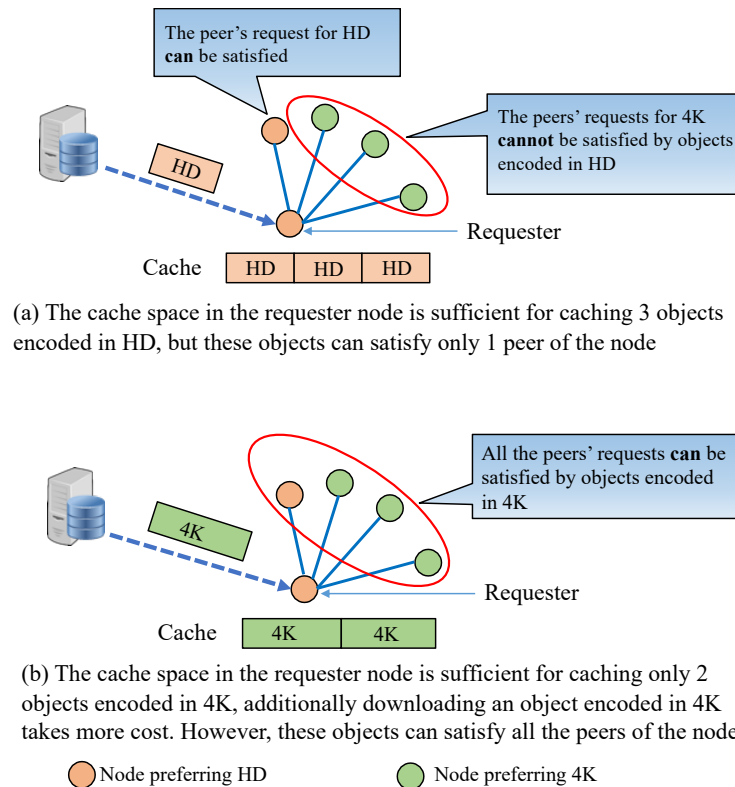 The peer's request for HD
can be satisfied
The peers' requests for 4K
cannot be satisfied by objects
encoded in HD
HD
Requester
Cache
HD HD HD
(a) The cache space in the requester node is sufficient for caching 3 objects
encoded in HD, but these objects can satisfy only 1 peer of the node
All the peers' requests can be
satisfied by objects encoded
in 4K
4K
Requester
Cache
4K 4K
(b) The cache space in the requester node is sufficient for caching only 2
objects encoded in 4K, additionally downloading an object encoded in 4K
takes more cost. However, these objects can satisfy all the peers of the node
Node preferring HD
Node preferring 4K